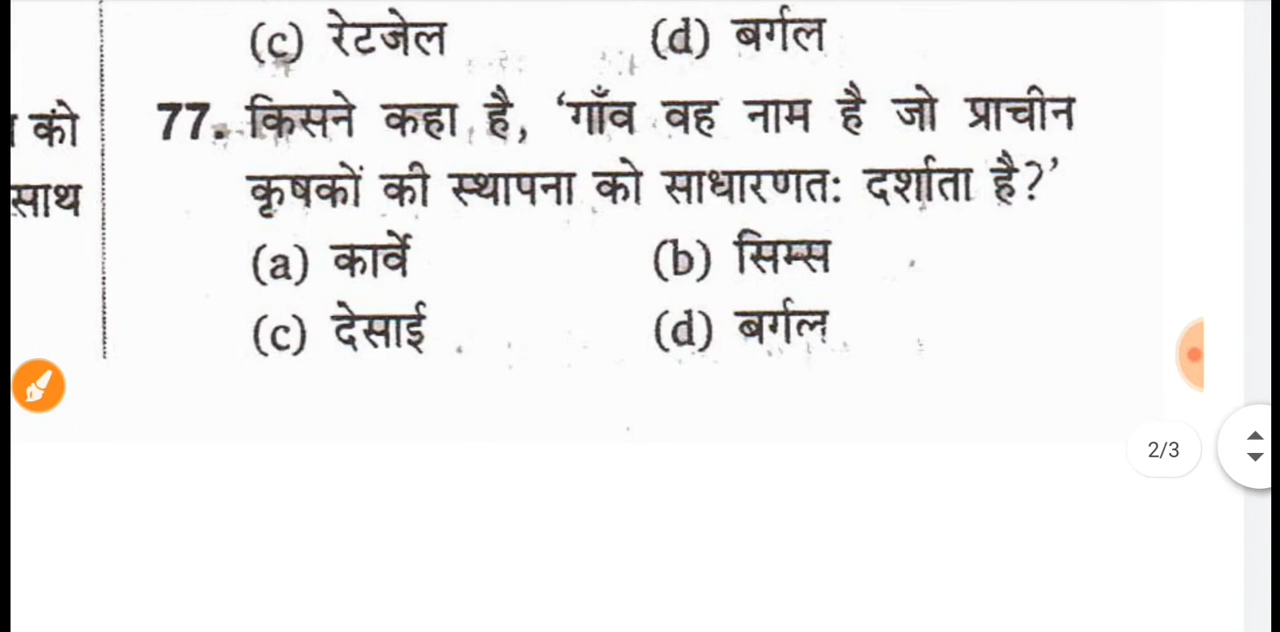 (c) रेटजेल (d) बर्गल
को 77. किसने कहा है, 'गाँव वह नाम है जो प्राचीन
साथ कृषकों की स्थापना को साधारणत: दर्शाता है?'
(a) कार्वे (b) सिम्स
(c) देसाई (d) बर्गल
2/3